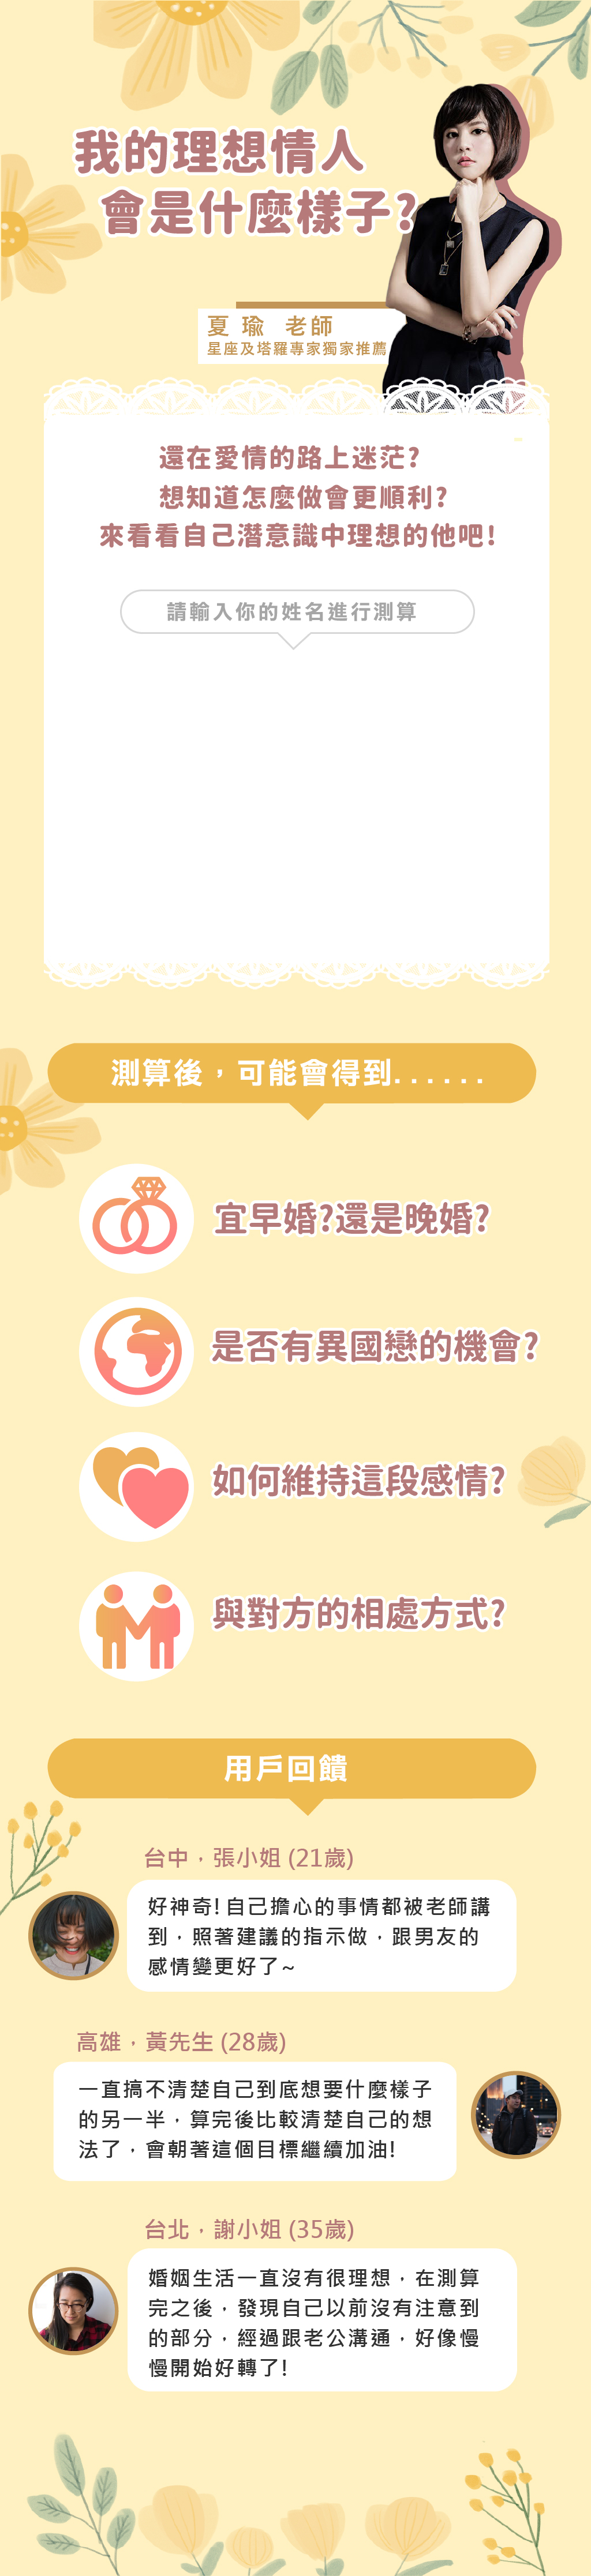 我的理想情人
會是什麼樣子?
夏 瑜 老師
星座及塔羅專家獨家推薦
還在愛情的路上迷茫?
想知道怎麼做會更順利?
來看看自己潛意識中理想的他吧!
請輸入你的姓名進行測算
測算後，可能會得到......
宜早婚?還是晚婚?
是否有異國戀的機會?
如何維持這段感情?
與對方的相處方式?
用戶回饋
台中，張小姐 (21歲)
好神奇! 自己擔心的事情都被老師講
到，照著建議的指示做，跟男友的
感情變更好了~
高雄，黃先生 (28歲)
一直搞不清楚自己到底想要什麼樣子
的另一半，算完後比較清楚自己的想
法了，會朝著這個目標繼續加油!
台北，謝小姐 (35歲)
婚姻生活一直沒有很理想，在測算
完之後，發現自己以前沒有注意到
的部分，經過跟老公溝通，好像慢
慢開始好轉了!